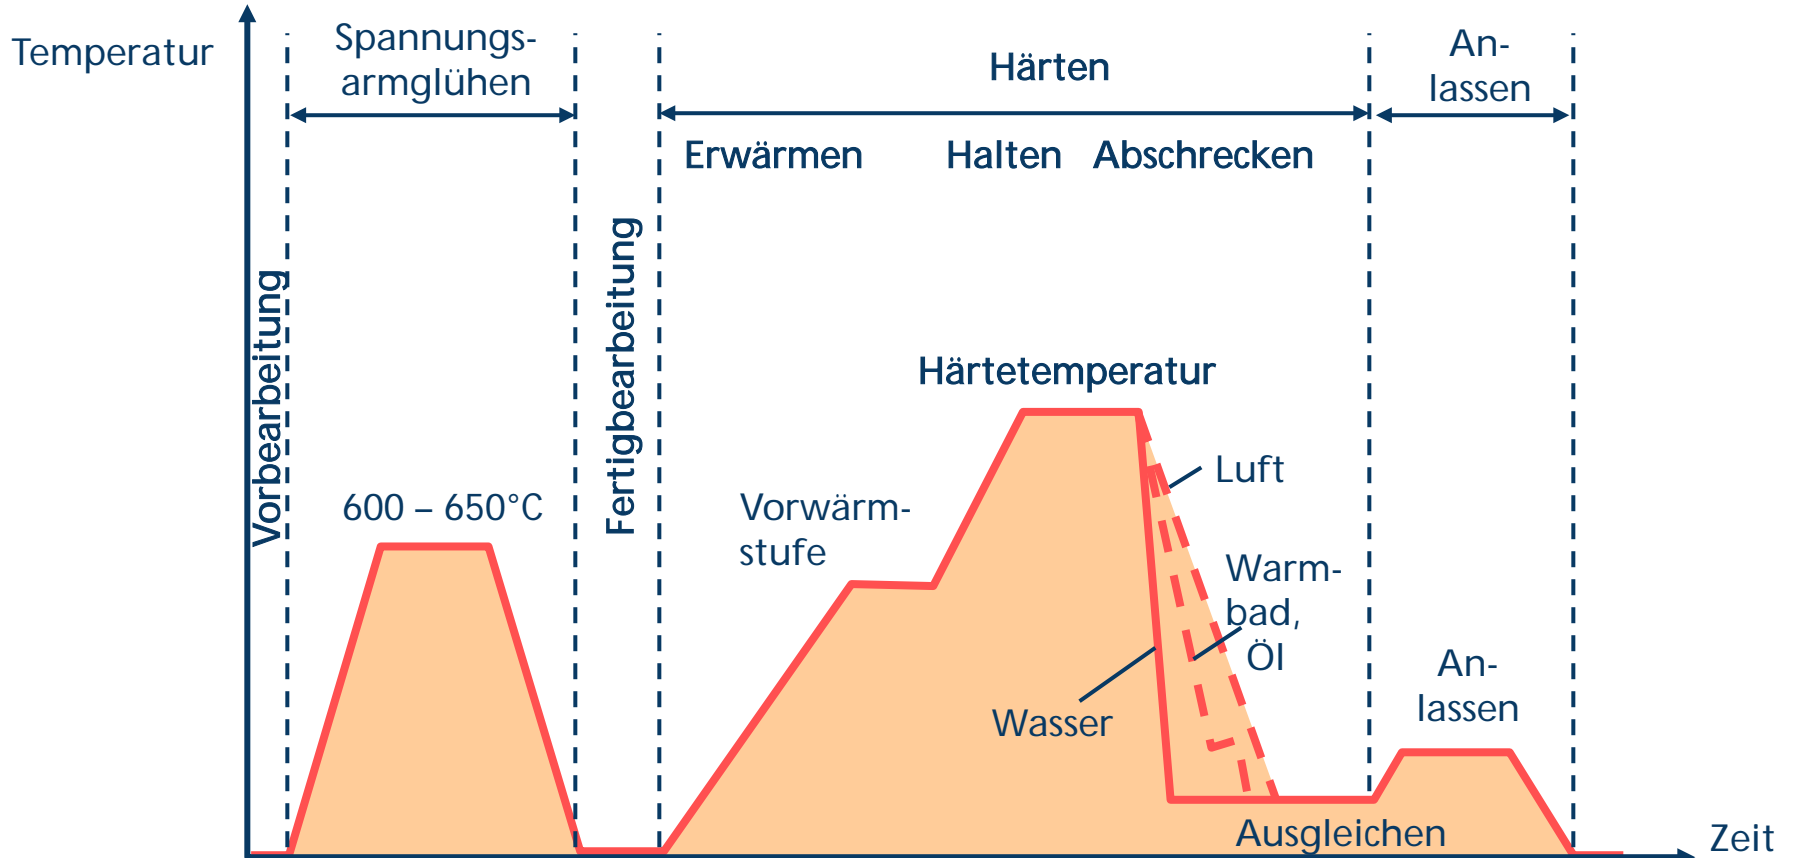 Temperatur
Spannungs-
armglühen
Härten
An-
lassen
Erwärmen
Halten
Abschrecken
Vorbearbeitung
Fertigbearbeitung
Härtetemperatur
600 – 650°C
Vorwärm-
stufe
Luft
Warm-
bad,
Öl
Wasser
An-
lassen
Ausgleichen
Zeit